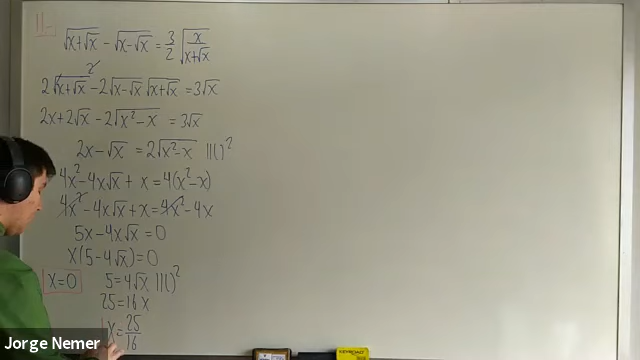 11-
√(x+√x) - √(x-√x) = 3/2 √(x/(x+√x))
2√(x+√x)² - 2√(x-√x) √(x+√x) = 3√x
2x+2√x - 2√(x²-x) = 3√x
2x-√x = 2√(x²-x) ||()²
4x²-4x√x + x = 4(x²-x)
4x²-4x√x + x = 4x²-4x
5x-4x√x = 0
x(5-4√x) = 0
x=0 5=4√x ||()²
25=16x
x=25/16
Jorge Nemer